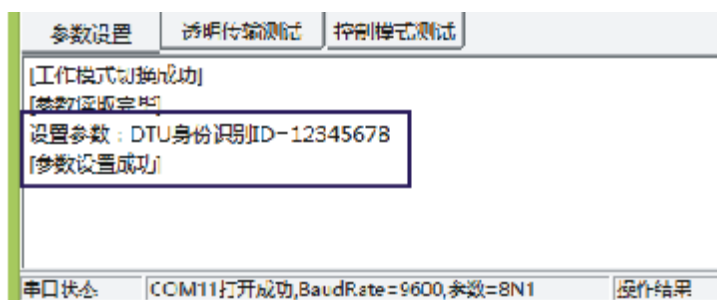 参数设置 透明传输测试 控制模式测试
[工作模式切换成功]
[参数读取完毕]
设置参数：DTU身份识别ID=12345678
[参数设置成功]
串口状态 COM11打开成功,BaudRate=9600,参数=8N1 操作结果